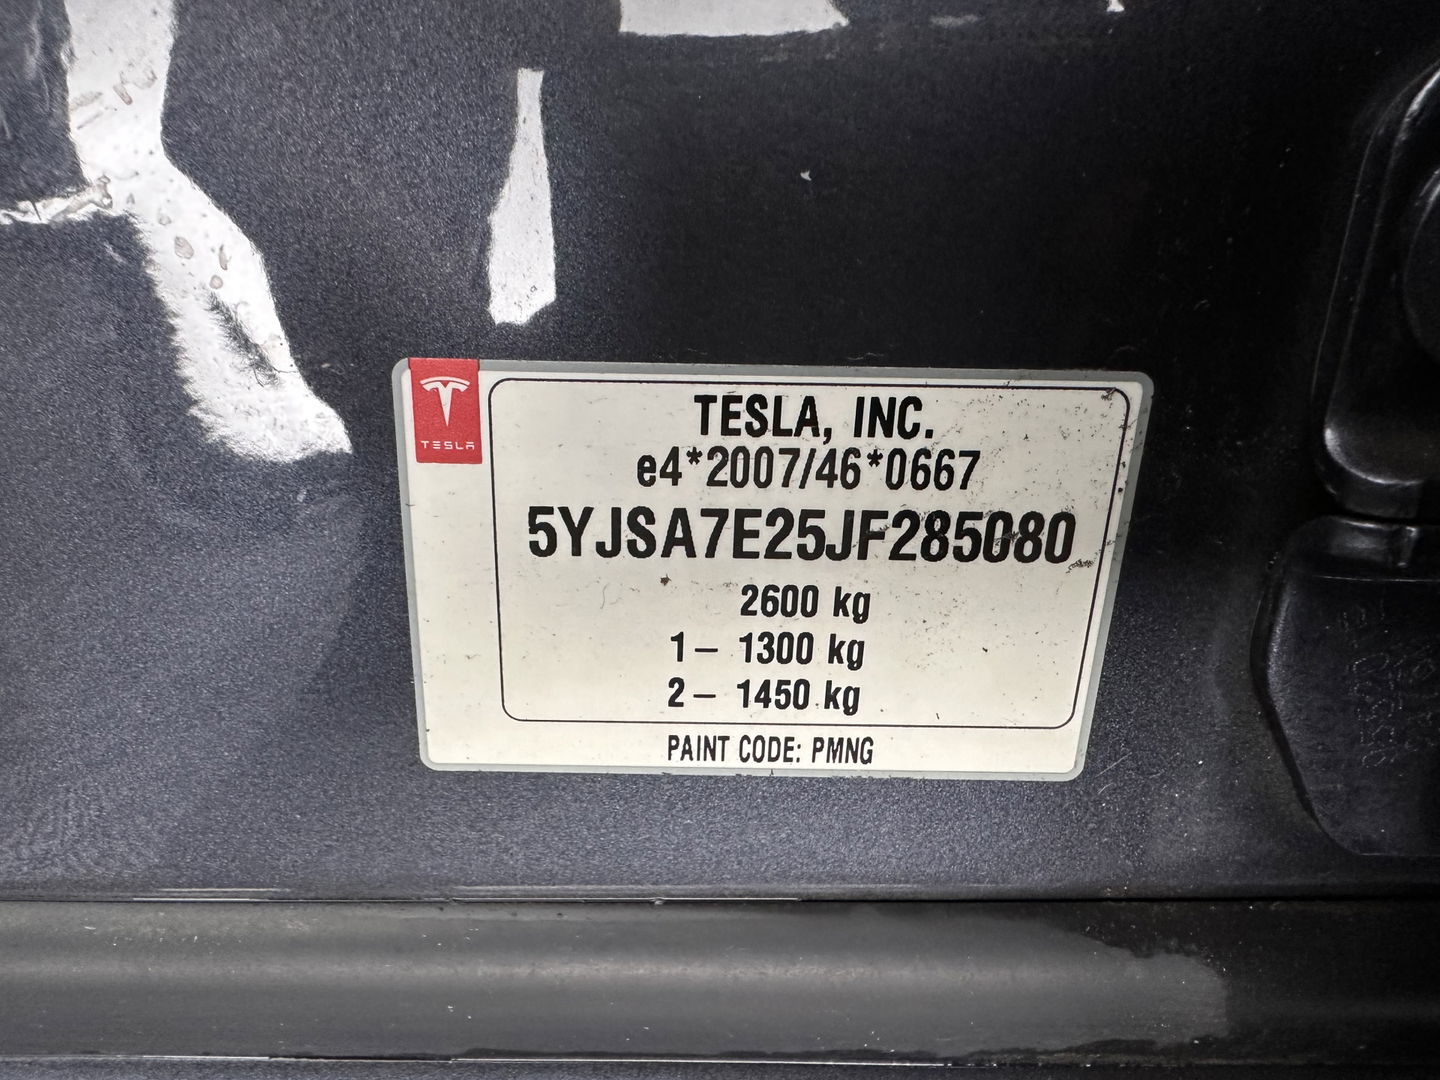 TESLA
TESLA, INC.
e4*2007/46*0667
5YJSA7E25JF285080
2600 kg
1– 1300 kg
2– 1450 kg
PAINT CODE: PMNG